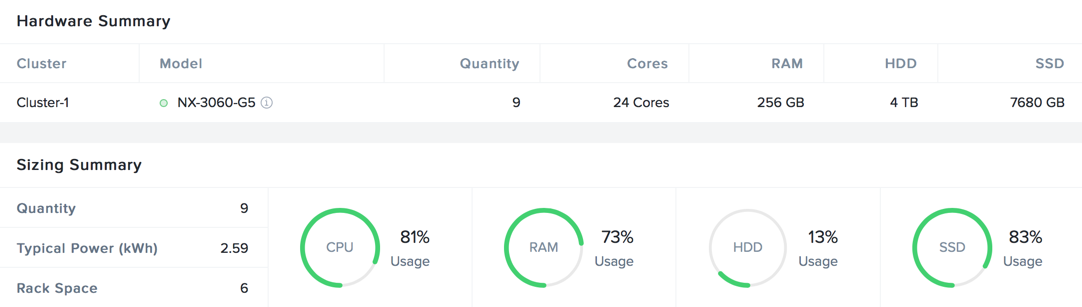 Hardware Summary
Cluster Model Quantity Cores RAM HDD SSD
Cluster-1 NX-3060-G5 9 24 Cores 256 GB 4 TB 7680 GB
Sizing Summary
Quantity 9
Typical Power (kWh) 2.59
Rack Space 6
CPU 81% Usage
RAM 73% Usage
HDD 13% Usage
SSD 83% Usage